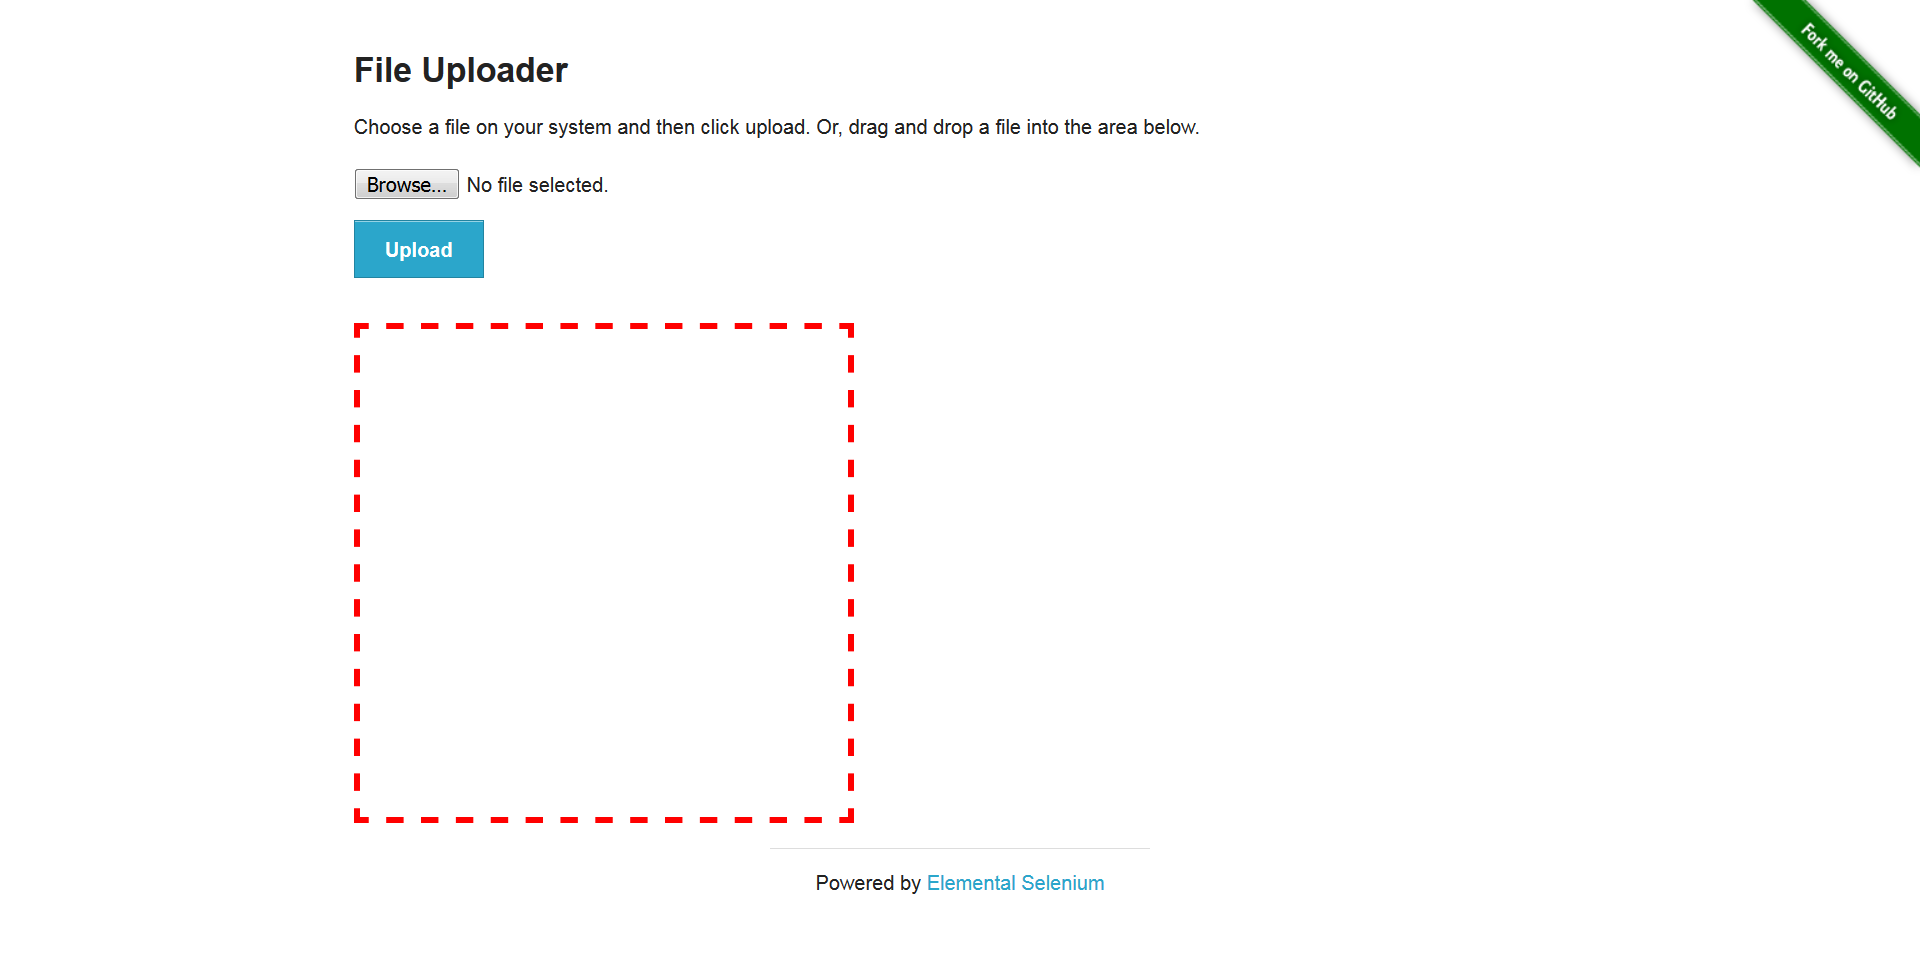 Fork me on GitHub
File Uploader
Choose a file on your system and then click upload. Or, drag and drop a file into the area below.
Browse... No file selected.
Upload
Powered by Elemental Selenium